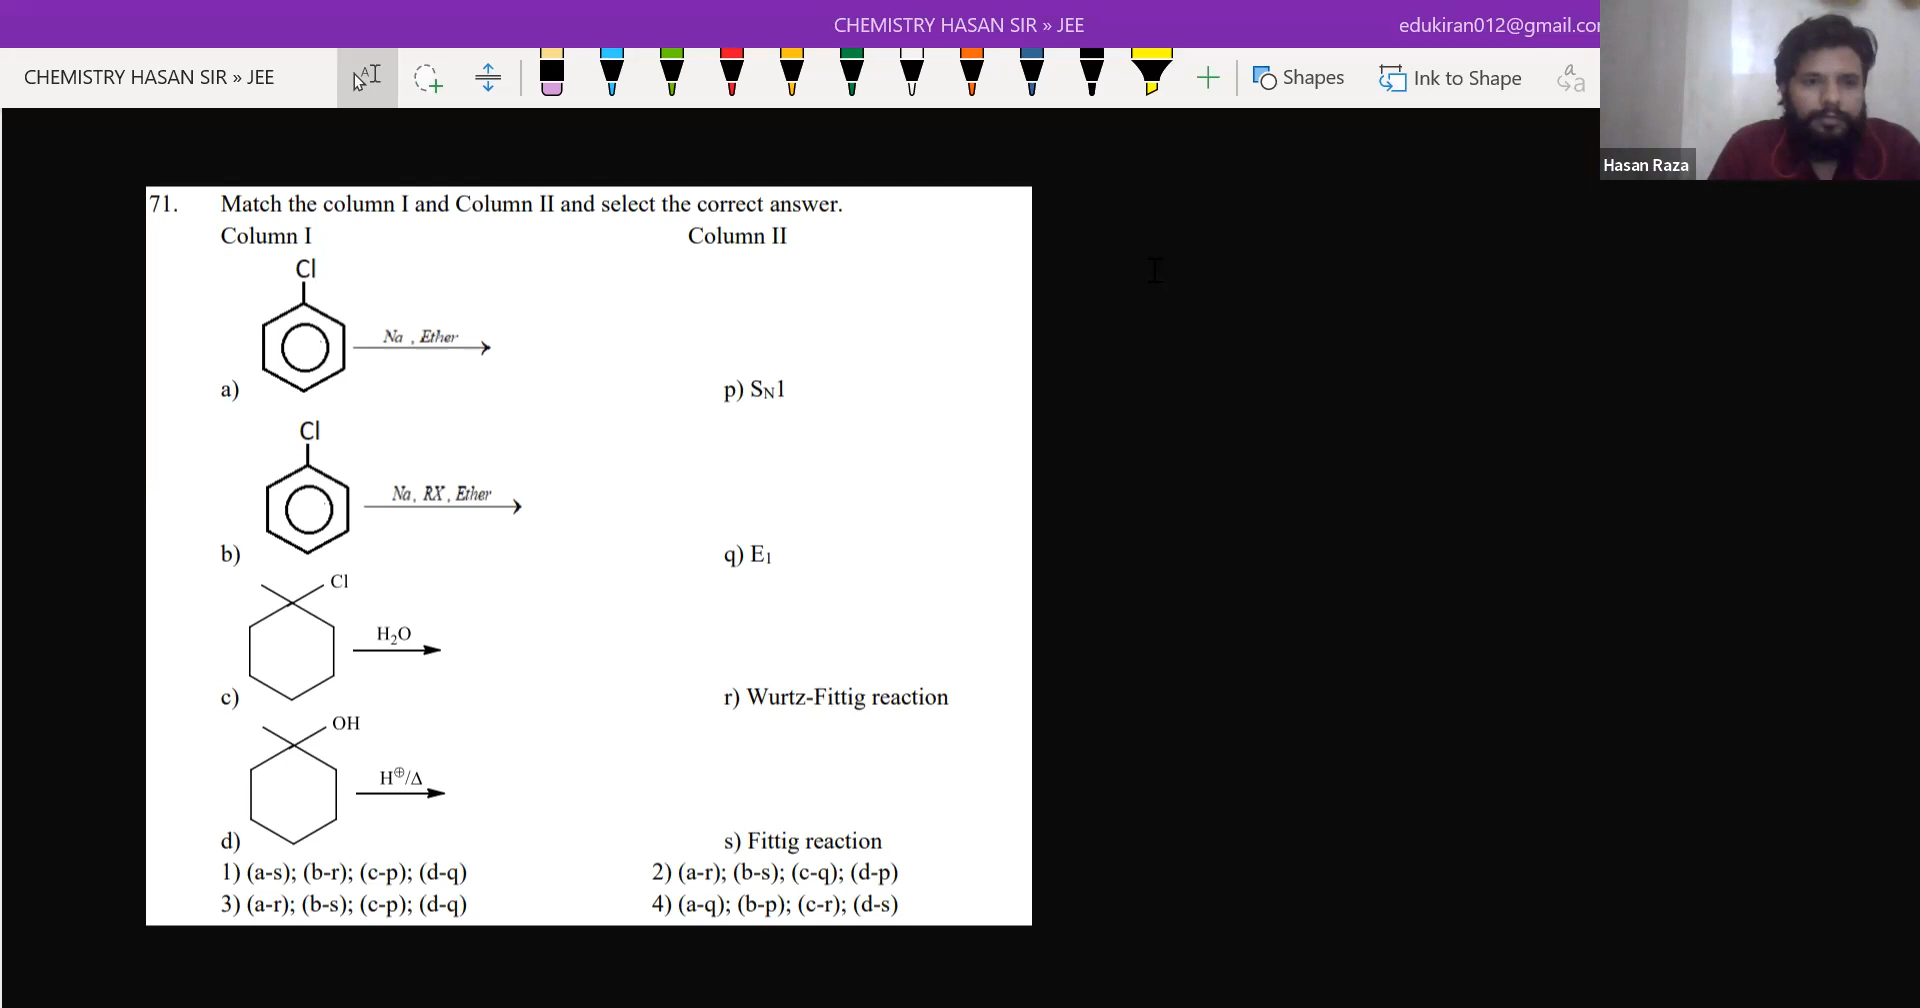 CHEMISTRY HASAN SIR » JEE
edukiran012@gmail.co
CHEMISTRY HASAN SIR » JEE
Shapes
Ink to Shape
Hasan Raza
71. Match the column I and Column II and select the correct answer.
Column I Column II
Cl
Na , Ether
a) p) SN1
Cl
Na, RX, Ether
b) q) E1
Cl
H₂O
c) r) Wurtz-Fittig reaction
OH
H⊕/Δ
d) s) Fittig reaction
1) (a-s); (b-r); (c-p); (d-q) 2) (a-r); (b-s); (c-q); (d-p)
3) (a-r); (b-s); (c-p); (d-q) 4) (a-q); (b-p); (c-r); (d-s)